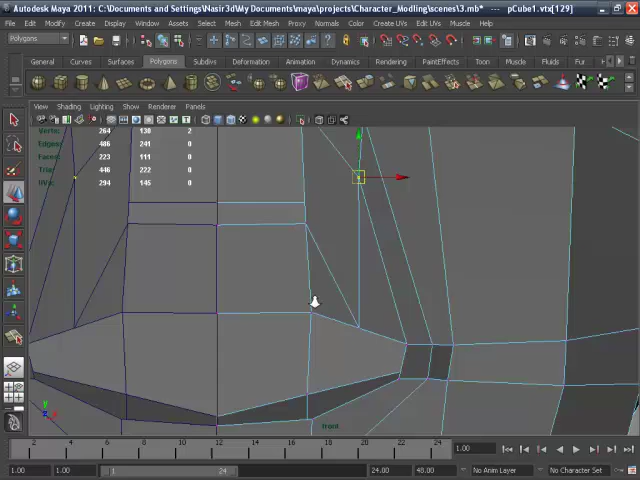 Autodesk Maya 2011: C:\Documents and Settings\Nasir3d\My Documents\maya\projects\Character_Modling\scenes\3.mb* --- pCube1.vtx[129]
File Edit Modify Create Display Window Assets Select Mesh Edit Mesh Proxy Normals Color Create UVs Edit UVs Muscle Help
Polygons
General Curves Surfaces Polygons Subdivs Deformation Animation Dynamics Rendering PaintEffects Toon Muscle Fluids Fur
View Shading Lighting Show Renderer Panels
Verts: 264 130 2
Edges: 486 241 0
Faces: 223 111 0
Tris: 446 222 0
UVs: 294 145 0
front
y
z x
2 4 6 8 10 12 14 16 18 20 22 24
1.00
1.00 1.00 1 24 24.00 48.00 No Anim Layer No Character Set